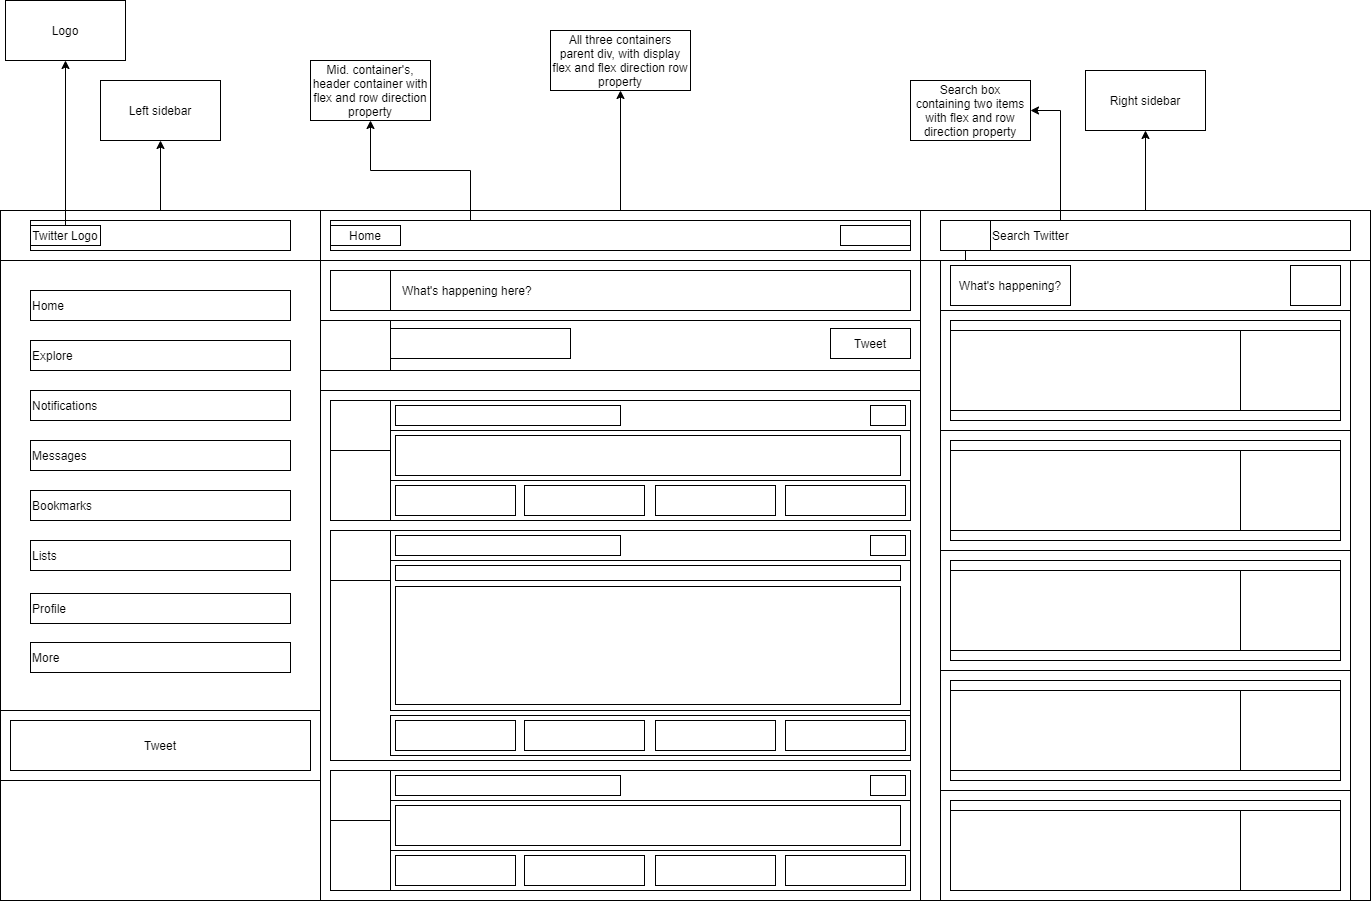 Logo
Left sidebar
Mid. container's,
header container with
flex and row direction
property
All three containers
parent div, with display
flex and flex direction row
property
Search box
containing two items
with flex and row
direction property
Right sidebar
Twitter Logo
Home
Search Twitter
Home
Explore
Notifications
Messages
Bookmarks
Lists
Profile
More
Tweet
What's happening here?
Tweet
What's happening?